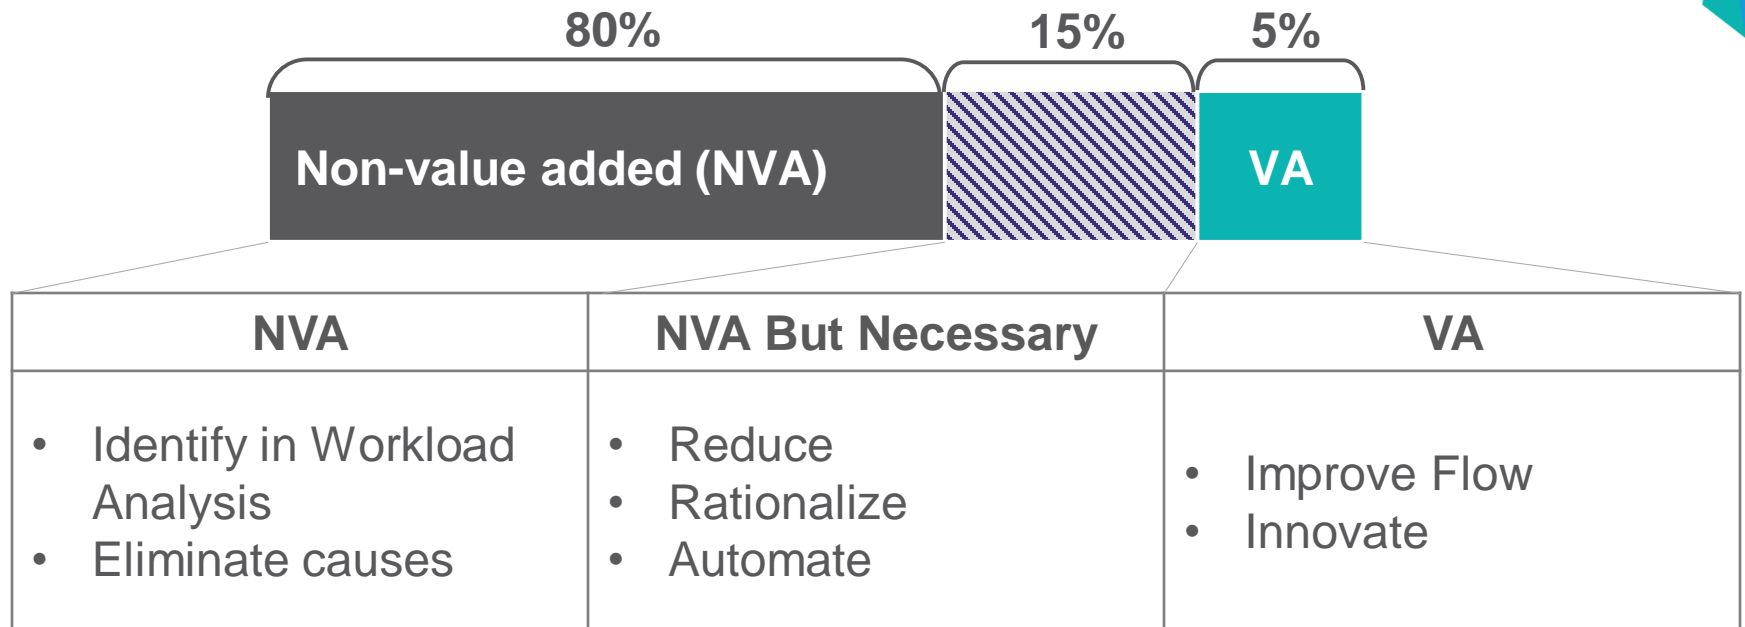 80% 15% 5%
Non-value added (NVA) VA
NVA NVA But Necessary VA
• Identify in Workload
Analysis
• Eliminate causes
• Reduce
• Rationalize
• Automate
• Improve Flow
• Innovate